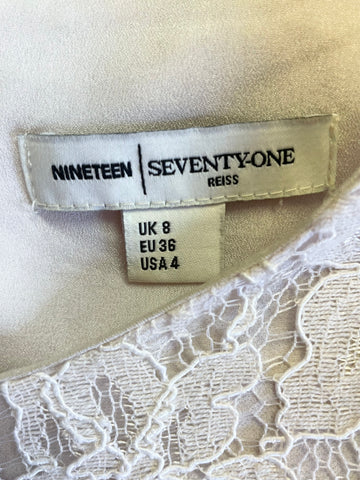 NINETEEN | SEVENTY-ONE
REISS
UK 8
EU 36
USA 4